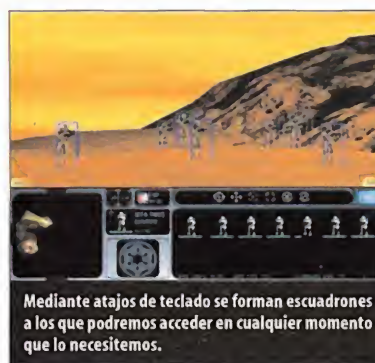 Mediante atajos de teclado se forman escuadrones
a los que podremos acceder en cualquier momento
que lo necesitemos.